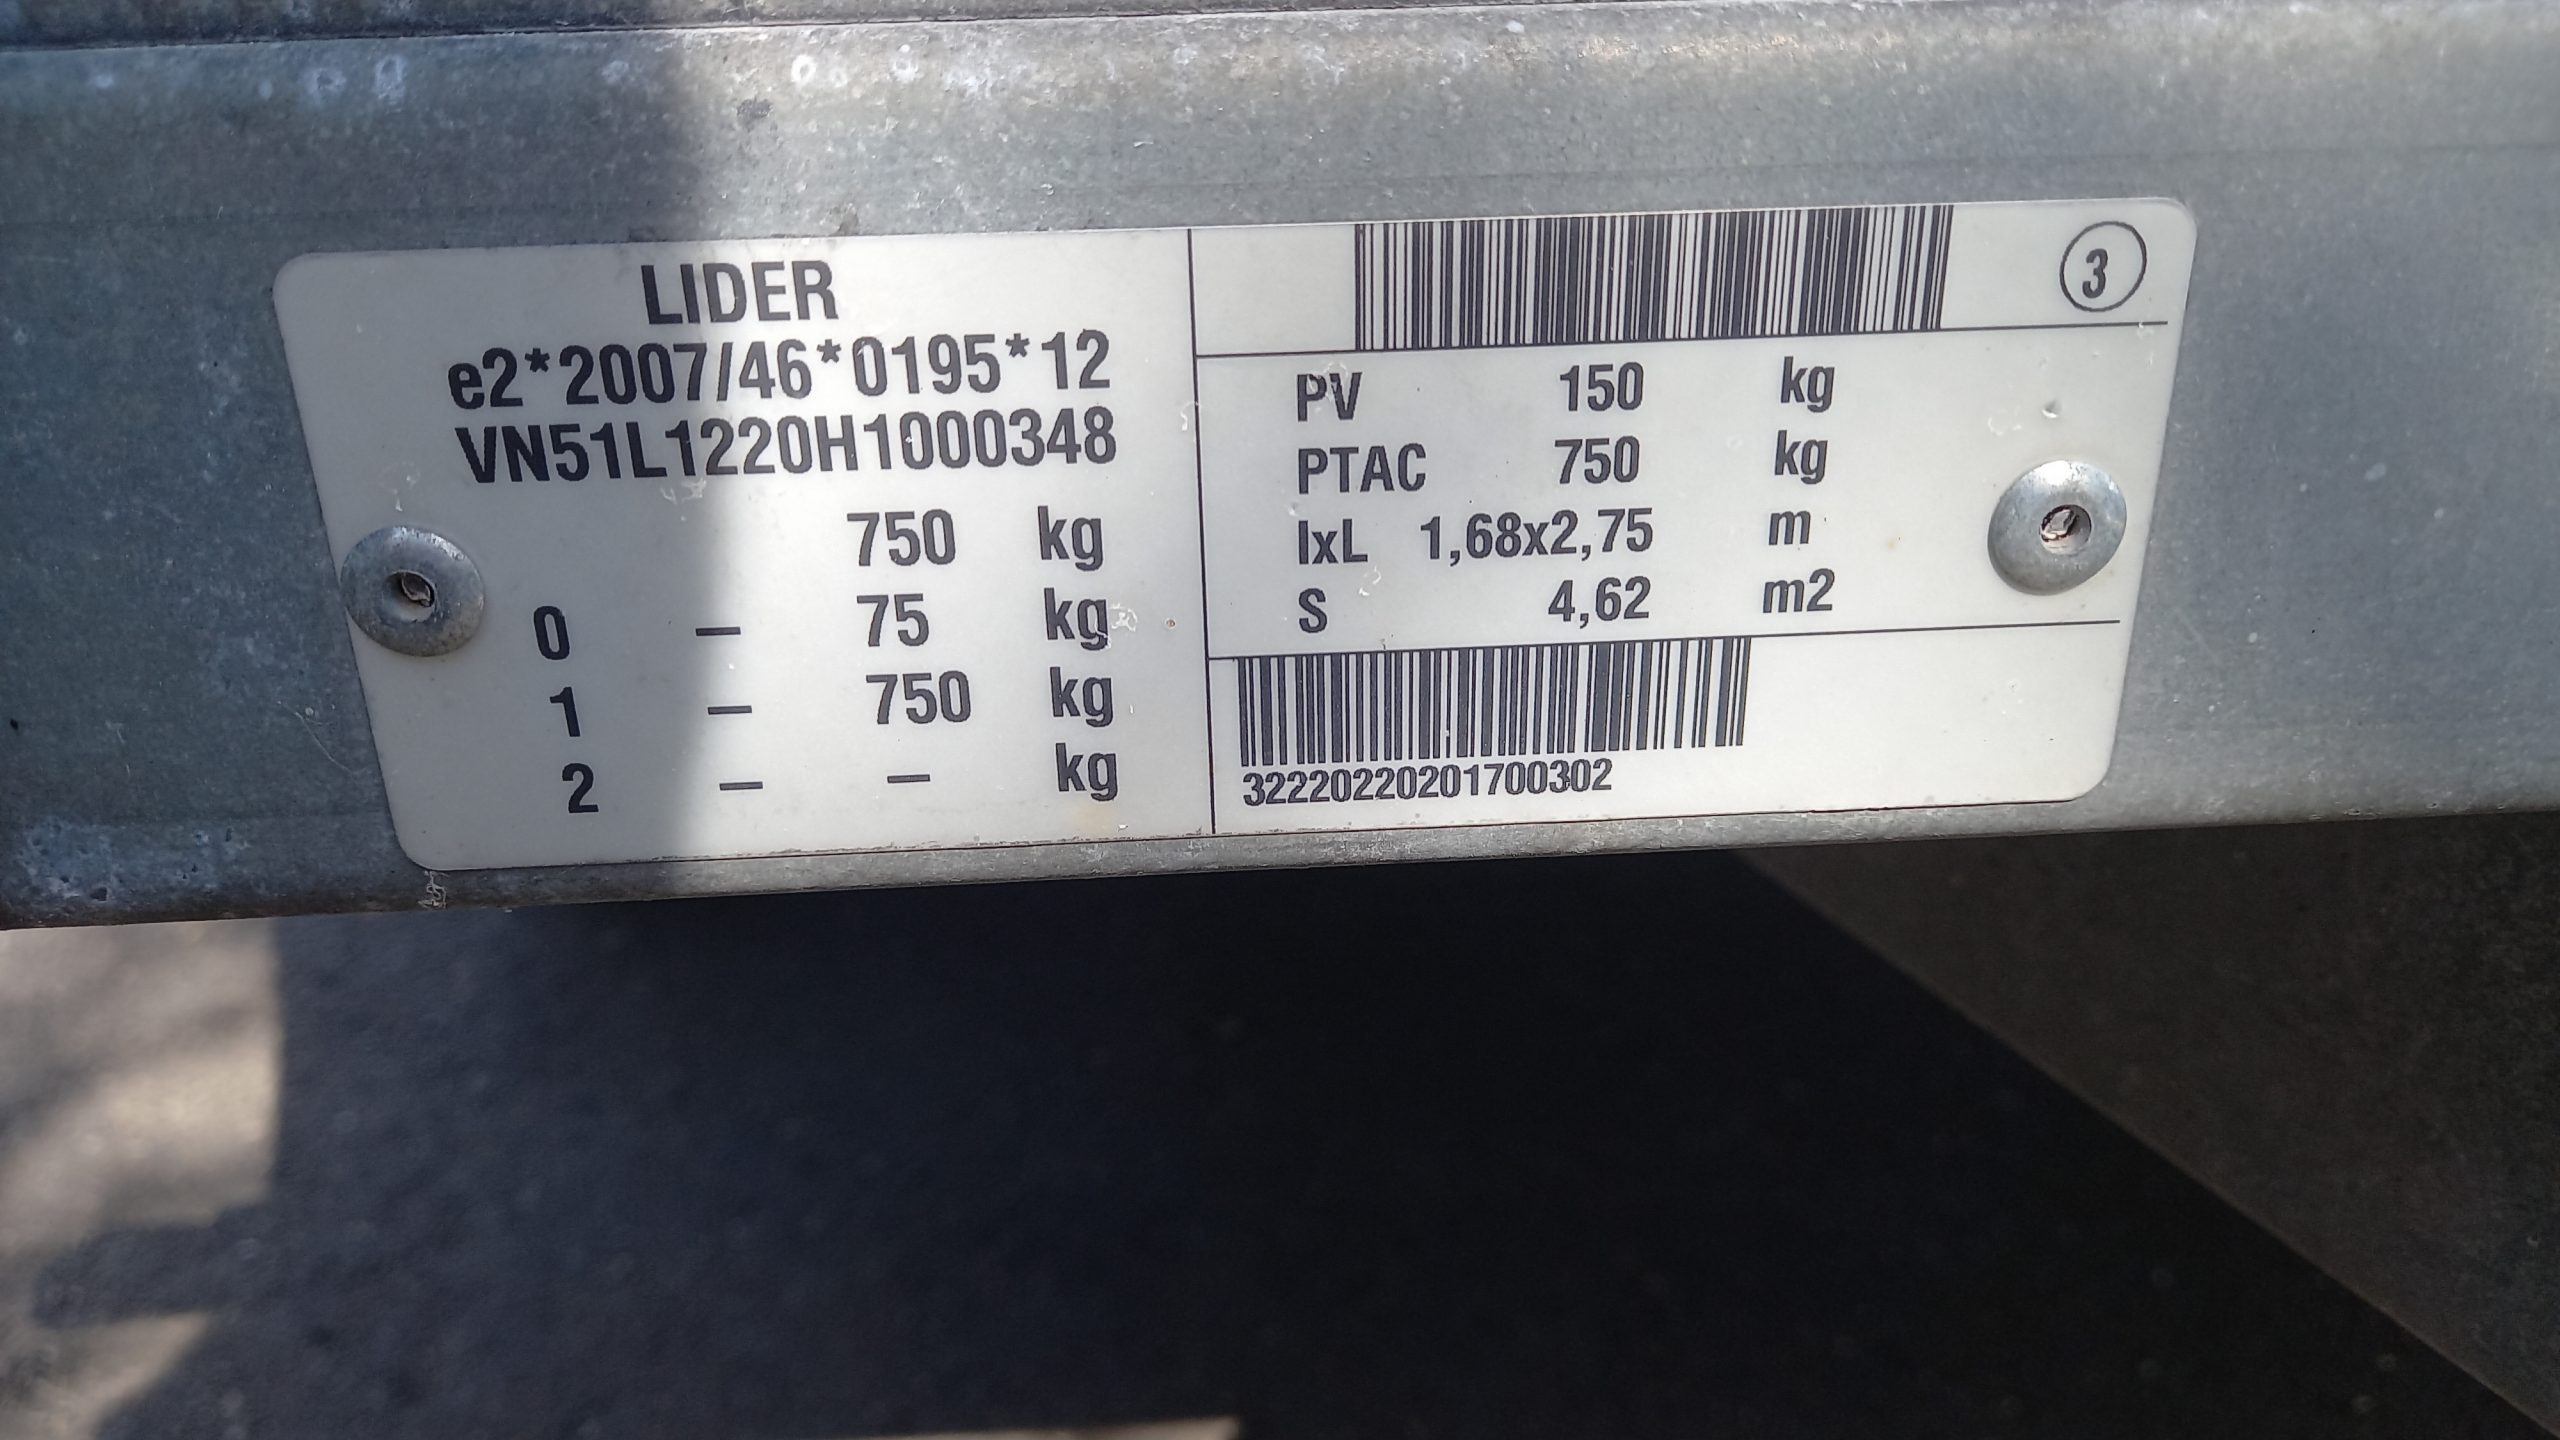 LIDER
e2*2007/46*0195*12
VN51L1220H1000348
750 kg
0 – 75 kg
1 – 750 kg
2 – – kg
3
PV 150 kg
PTAC 750 kg
lxL 1,68x2,75 m
S 4,62 m2
32220220201700302